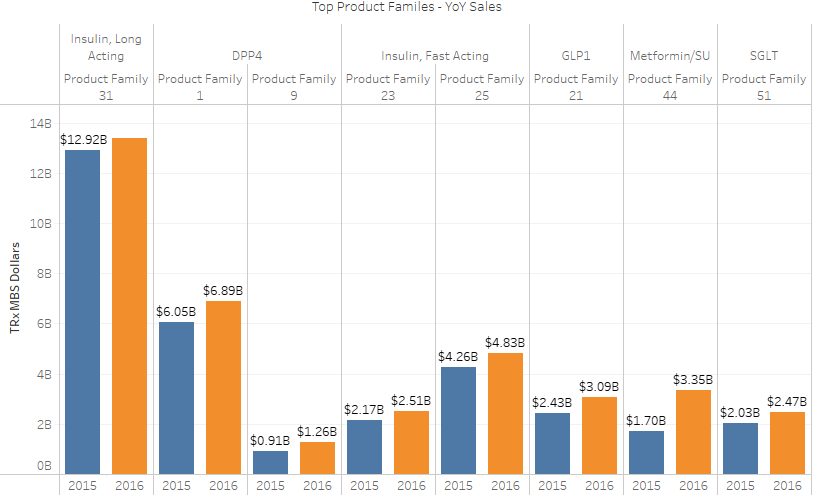 Top Product Familes - YoY Sales
Insulin, Long
Acting
DPP4
Insulin, Fast Acting
GLP1
Metformin/SU
SGLT
Product Family
31
Product Family
1
Product Family
9
Product Family
23
Product Family
25
Product Family
21
Product Family
44
Product Family
51
TRx MBS Dollars
14B
12B
10B
8B
6B
4B
2B
0B
$12.92B
$6.05B
$6.89B
$0.91B
$1.26B
$2.17B
$2.51B
$4.26B
$4.83B
$2.43B
$3.09B
$1.70B
$3.35B
$2.03B
$2.47B
2015 2016 2015 2016 2015 2016 2015 2016 2015 2016 2015 2016 2015 2016 2015 2016